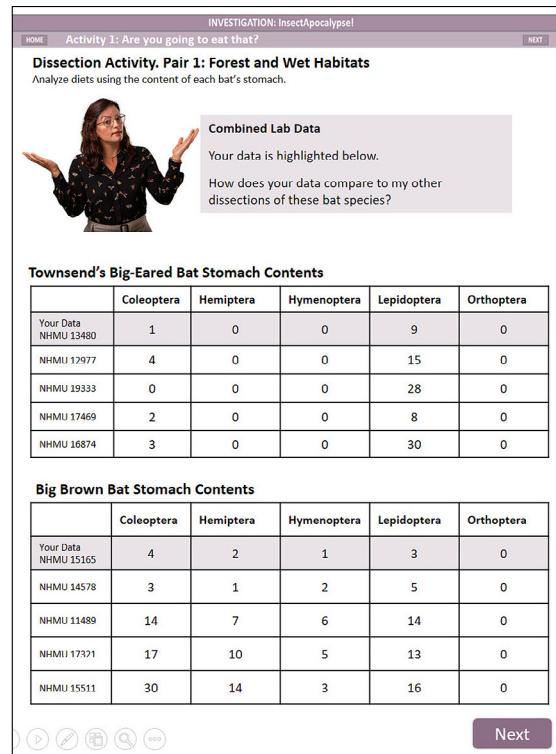 INVESTIGATION: InsectApocalypse!
HOME Activity 1: Are you going to eat that? NEXT
Dissection Activity. Pair 1: Forest and Wet Habitats
Analyze diets using the content of each bat's stomach.
Combined Lab Data
Your data is highlighted below.
How does your data compare to my other
dissections of these bat species?
Townsend's Big-Eared Bat Stomach Contents
Coleoptera Hemiptera Hymenoptera Lepidoptera Orthoptera
Your Data
NHMU 13480 1 0 0 9 0
NHMU 12977 4 0 0 15 0
NHMU 19333 0 0 0 28 0
NHMU 17469 2 0 0 8 0
NHMU 16874 3 0 0 30 0
Big Brown Bat Stomach Contents
Coleoptera Hemiptera Hymenoptera Lepidoptera Orthoptera
Your Data
NHMU 15165 4 2 1 3 0
NHMU 14578 3 1 2 5 0
NHMU 11489 14 7 6 14 0
NHMU 17321 17 10 5 13 0
NHMU 15511 30 14 3 16 0
Next